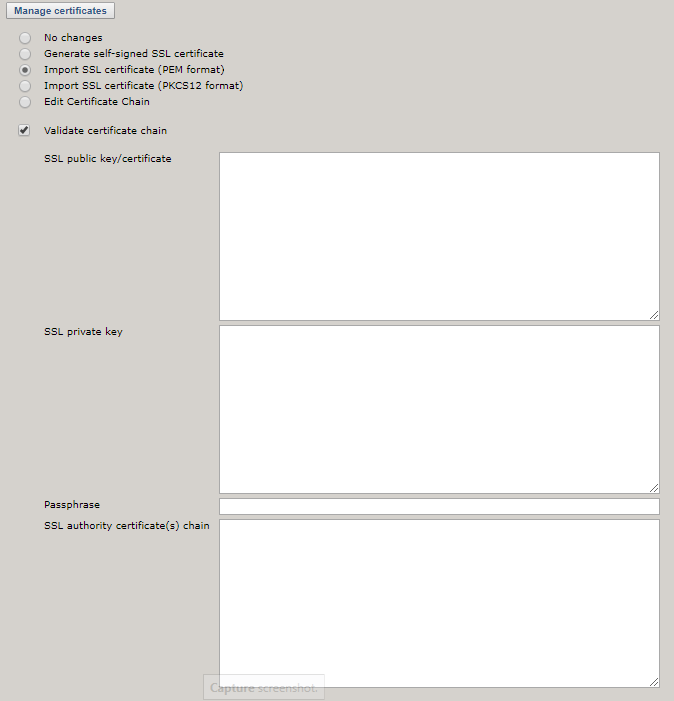 Manage certificates
No changes
Generate self-signed SSL certificate
Import SSL certificate (PEM format)
Import SSL certificate (PKCS12 format)
Edit Certificate Chain
Validate certificate chain
SSL public key/certificate
SSL private key
Passphrase
SSL authority certificate(s) chain
Capture screenshot.